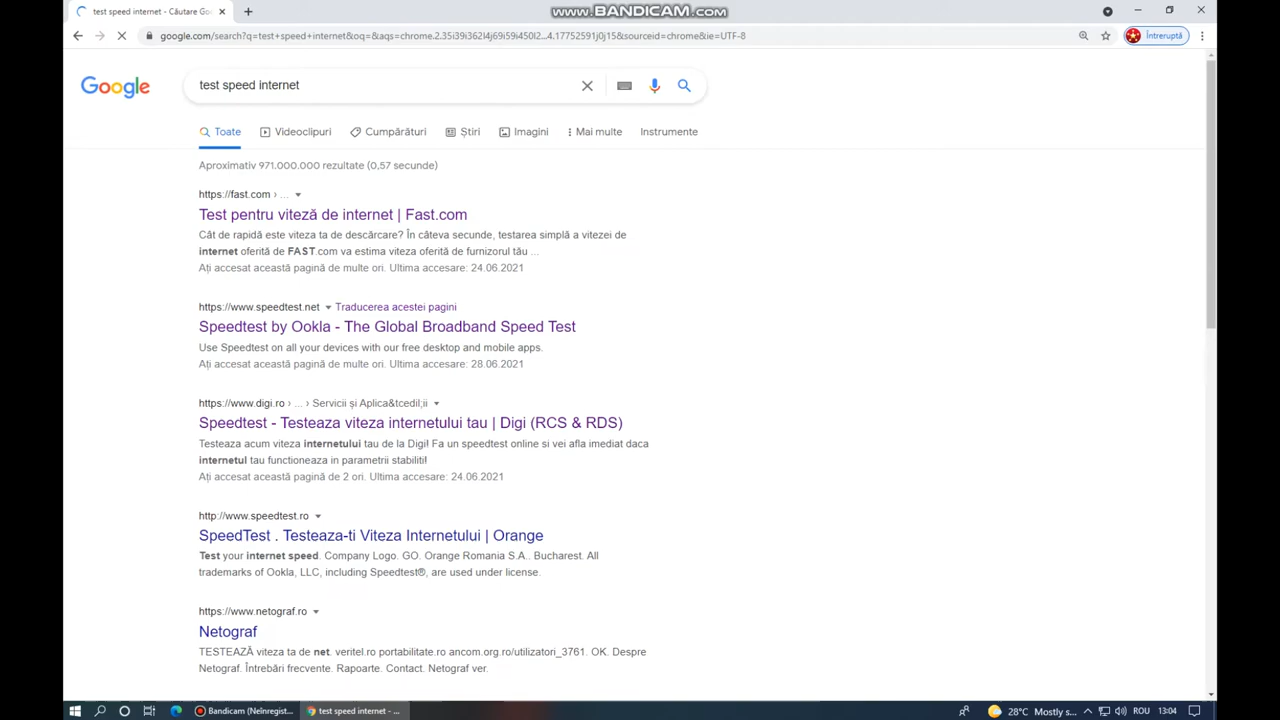 test speed internet - Căutare Goo
www.BANDICAM.com
google.com/search?q=test+speed+internet&oq=&aqs=chrome.2.35i39i362l4j69i59i450l2...4.17752591j0j15&sourceid=chrome&ie=UTF-8
Întreruptă
Google
test speed internet
Toate
Videoclipuri
Cumpărături
Știri
Imagini
Mai multe
Instrumente
Aproximativ 971.000.000 rezultate (0,57 secunde)
https://fast.com › ...
Test pentru viteză de internet | Fast.com
Cât de rapidă este viteza ta de descărcare? În câteva secunde, testarea simplă a vitezei de
internet oferită de FAST.com va estima viteza oferită de furnizorul tău ...
Ați accesat această pagină de multe ori. Ultima accesare: 24.06.2021
https://www.speedtest.net Traducerea acestei pagini
Speedtest by Ookla - The Global Broadband Speed Test
Use Speedtest on all your devices with our free desktop and mobile apps.
Ați accesat această pagină de multe ori. Ultima accesare: 28.06.2021
https://www.digi.ro › ... › Servicii și Aplica&tcedil;ii
Speedtest - Testeaza viteza internetului tau | Digi (RCS & RDS)
Testeaza acum viteza internetului tau de la Digi! Fa un speedtest online si vei afla imediat daca
internetul tau functioneaza in parametrii stabiliti!
Ați accesat această pagină de 2 ori. Ultima accesare: 24.06.2021
http://www.speedtest.ro
SpeedTest . Testeaza-ti Viteza Internetului | Orange
Test your internet speed. Company Logo. GO. Orange Romania S.A.. Bucharest. All
trademarks of Ookla, LLC, including Speedtest®, are used under license.
https://www.netograf.ro
Netograf
TESTEAZĂ viteza ta de net. veritel.ro portabilitate.ro ancom.org.ro/utilizatori_3761. OK. Despre
Netograf. Întrebări frecvente. Rapoarte. Contact. Netograf ver.
Bandicam (Neînregist...
test speed internet - ...
28°C Mostly s...
ROU
13:04